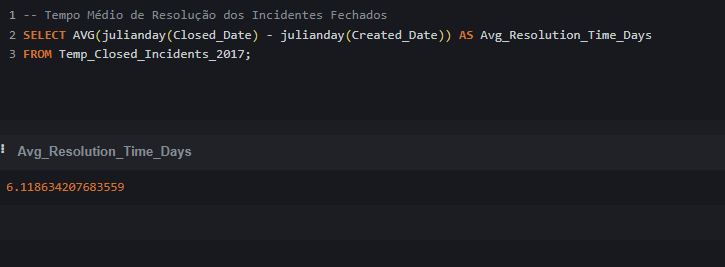 1 -- Tempo Médio de Resolução dos Incidentes Fechados
2 SELECT AVG(julianday(Closed_Date) - julianday(Created_Date)) AS Avg_Resolution_Time_Days
3 FROM Temp_Closed_Incidents_2017;
Avg_Resolution_Time_Days
6.118634207683559